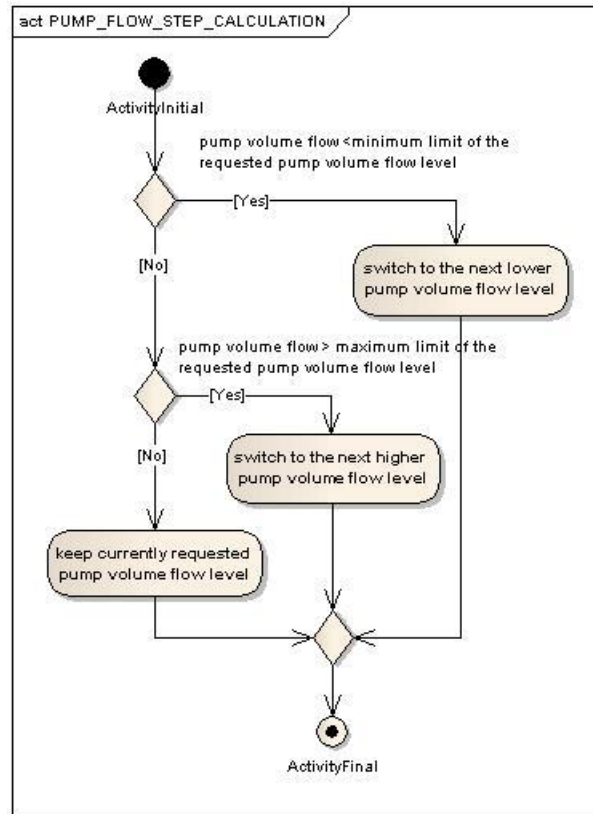 act PUMP_FLOW_STEP_CALCULATION
ActivityInitial
pump volume flow <minimum limit of the
requested pump volume flow level
[Yes]
[No]
switch to the next lower
pump volume flow level
pump volume flow > maximum limit of the
requested pump volume flow level
[Yes]
[No]
switch to the next higher
pump volume flow level
keep currently requested
pump volume flow level
ActivityFinal